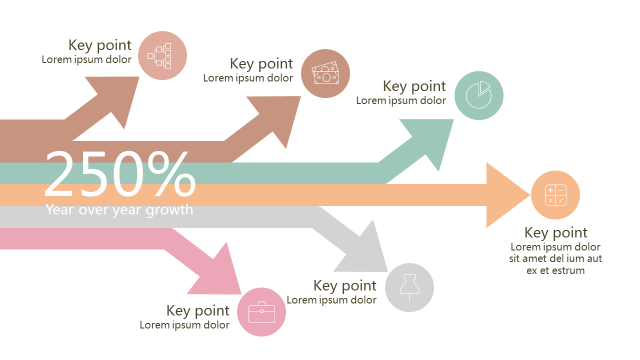 Key point
Lorem ipsum dolor
Key point
Lorem ipsum dolor
Key point
Lorem ipsum dolor
250%
Year over year growth
Key point
Lorem ipsum dolor
sit amet del ium aut
ex et estrum
Key point
Lorem ipsum dolor
Key point
Lorem ipsum dolor